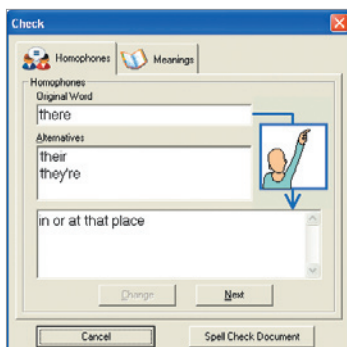 Check
Homophones
Meanings
Homophones
Original Word
there
Alternatives
their
they're
in or at that place
Change
Next
Cancel
Spell Check Document